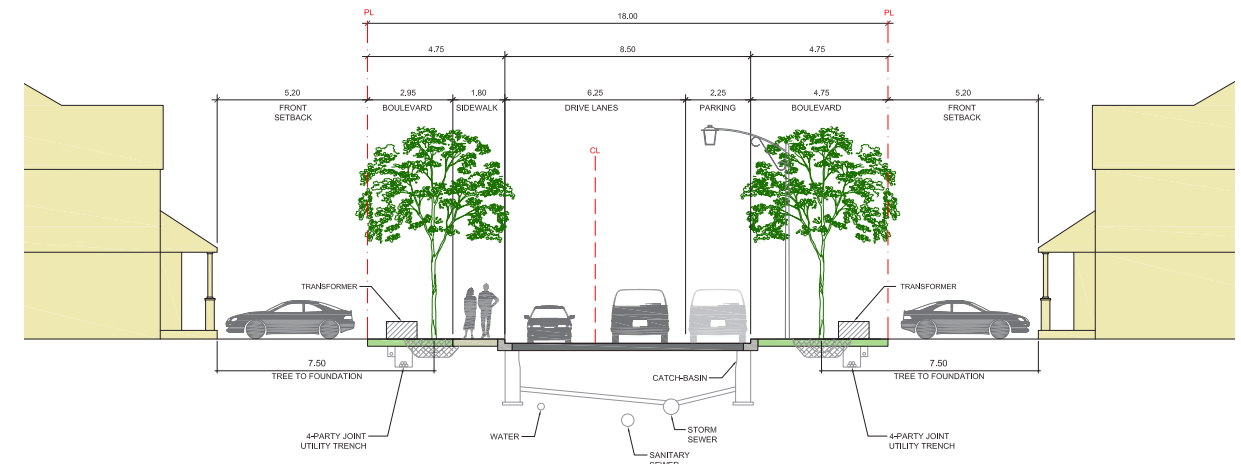 PL
PL
18.00
4.75
8.50
4.75
5.20
2.95
1.80
6.25
2.25
4.75
5.20
FRONT
SETBACK
BOULEVARD
SIDEWALK
DRIVE LANES
PARKING
BOULEVARD
FRONT
SETBACK
CL
TRANSFORMER
TRANSFORMER
7.50
TREE TO FOUNDATION
7.50
TREE TO FOUNDATION
CATCH-BASIN
4-PARTY JOINT
UTILITY TRENCH
WATER
STORM
SEWER
4-PARTY JOINT
UTILITY TRENCH
SANITARY
SEWER